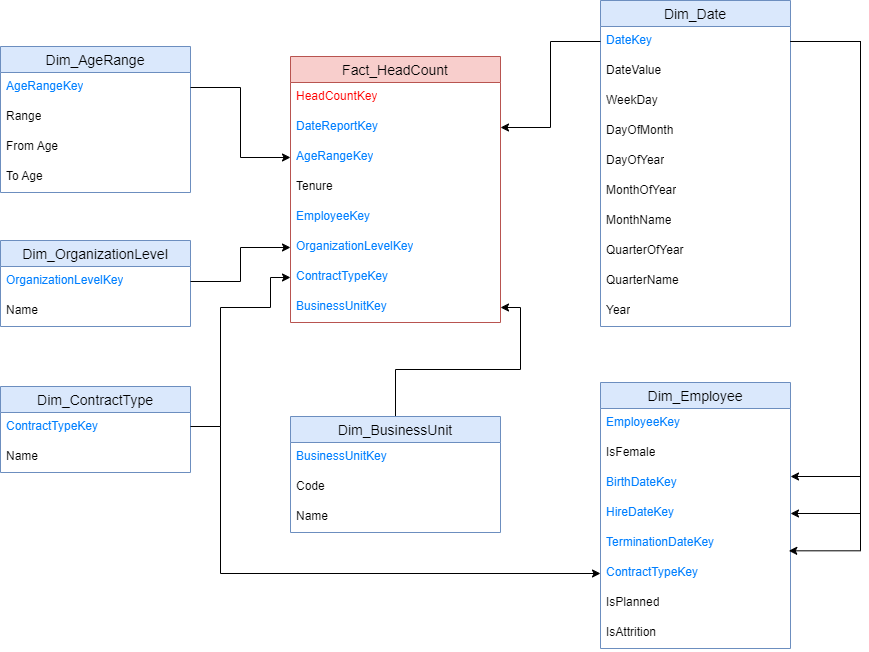 Dim_Date
DateKey
DateValue
WeekDay
DayOfMonth
DayOfYear
MonthOfYear
MonthName
QuarterOfYear
QuarterName
Year
Dim_AgeRange
AgeRangeKey
Range
From Age
To Age
Fact_HeadCount
HeadCountKey
DateReportKey
AgeRangeKey
Tenure
EmployeeKey
OrganizationLevelKey
ContractTypeKey
BusinessUnitKey
Dim_OrganizationLevel
OrganizationLevelKey
Name
Dim_ContractType
ContractTypeKey
Name
Dim_BusinessUnit
BusinessUnitKey
Code
Name
Dim_Employee
EmployeeKey
IsFemale
BirthDateKey
HireDateKey
TerminationDateKey
ContractTypeKey
IsPlanned
IsAttrition